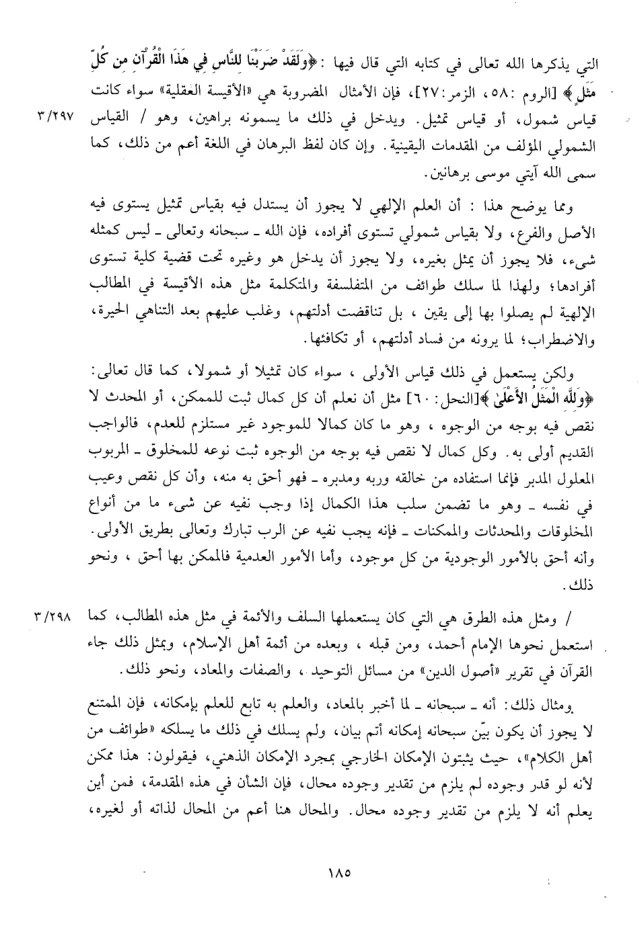 التي يذكرها الله تعالى في كتابه التي قال فيها : ﴿وَلَقَدْ ضَرَبْنَا لِلنَّاسِ فِي هَذَا الْقُرْآنِ مِن كُلِّ
مَثَلٍ﴾ [الروم :٥٨، الزمر:٢٧]، فإن الأمثال المضروبة هي «الأقيسة العقلية» سواء كانت
قياس شمول، أو قياس تمثيل. ويدخل في ذلك ما يسمونه براهين، وهو / القياس ٣/٢٩٧
الشمولي المؤلف من المقدمات اليقينية. وإن كان لفظ البرهان في اللغة أعم من ذلك، كما
سمى الله آيتي موسى برهانين.
ومما يوضح هذا : أن العلم الإلهي لا يجوز أن يستدل فيه بقياس تمثيل يستوى فيه
الأصل والفرع، ولا بقياس شمولي تستوى أفراده، فإن الله ـ سبحانه وتعالى ـ ليس كمثله
شىء، فلا يجوز أن يمثل بغيره، ولا يجوز أن يدخل هو وغيره تحت قضية كلية تستوى
أفرادها؛ ولهذا لما سلك طوائف من المتفلسفة والمتكلمة مثل هذه الأقيسة في المطالب
الإلهية لم يصلوا بها إلى يقين ، بل تناقضت أدلتهم، وغلب عليهم بعد التناهي الحيرة،
والاضطراب؛ لما يرونه من فساد أدلتهم، أو تكافئها.
ولكن يستعمل في ذلك قياس الأولى ، سواء كان تمثيلا أو شمولا، كما قال تعالى:
﴿وَلِلَّهِ الْمَثَلُ الأَعْلَىٰ﴾[النحل:٦٠] مثل أن نعلم أن كل كمال ثبت للممكن، أو المحدث لا
نقص فيه بوجه من الوجوه ، وهو ما كان كمالا للموجود غير مستلزم للعدم، فالواجب
القديم أولى به. وكل كمال لا نقص فيه بوجه من الوجوه ثبت نوعه للمخلوق ـ المربوب
المعلول المدبر فإنما استفاده من خالقه وربه ومدبره ـ فهو أحق به منه، وأن كل نقص وعيب
في نفسه ـ وهو ما تضمن سلب هذا الكمال إذا وجب نفيه عن شىء ما من أنواع
المخلوقات والمحدثات والممكنات ـ فإنه يجب نفيه عن الرب تبارك وتعالى بطريق الأولى.
وأنه أحق بالأمور الوجودية من كل موجود، وأما الأمور العدمية فالممكن بها أحق ، ونحو
ذلك.
/ ومثل هذه الطرق هي التي كان يستعملها السلف والأئمة في مثل هذه المطالب، كما ٣/٢٩٨
استعمل نحوها الإمام أحمد، ومن قبله ، وبعده من أئمة أهل الإسلام، وبمثل ذلك جاء
القرآن في تقرير «أصول الدين» من مسائل التوحيد ، والصفات والمعاد، ونحو ذلك.
ومثال ذلك: أنه ـ سبحانه ـ لما أخبر بالمعاد، والعلم به تابع للعلم بإمكانه، فإن الممتنع
لا يجوز أن يكون بيّن سبحانه إمكانه أتم بيان، ولم يسلك في ذلك ما يسلكه «طوائف من
أهل الكلام»، حيث يثبتون الإمكان الخارجي بمجرد الإمكان الذهني، فيقولون: هذا ممكن
لأنه لو قدر وجوده لم يلزم من تقدير وجوده محال، فإن الشأن في هذه المقدمة، فمن أين
يعلم أنه لا يلزم من تقدير وجوده محال. والمحال هنا أعم من المحال لذاته أو لغيره،
١٨٥